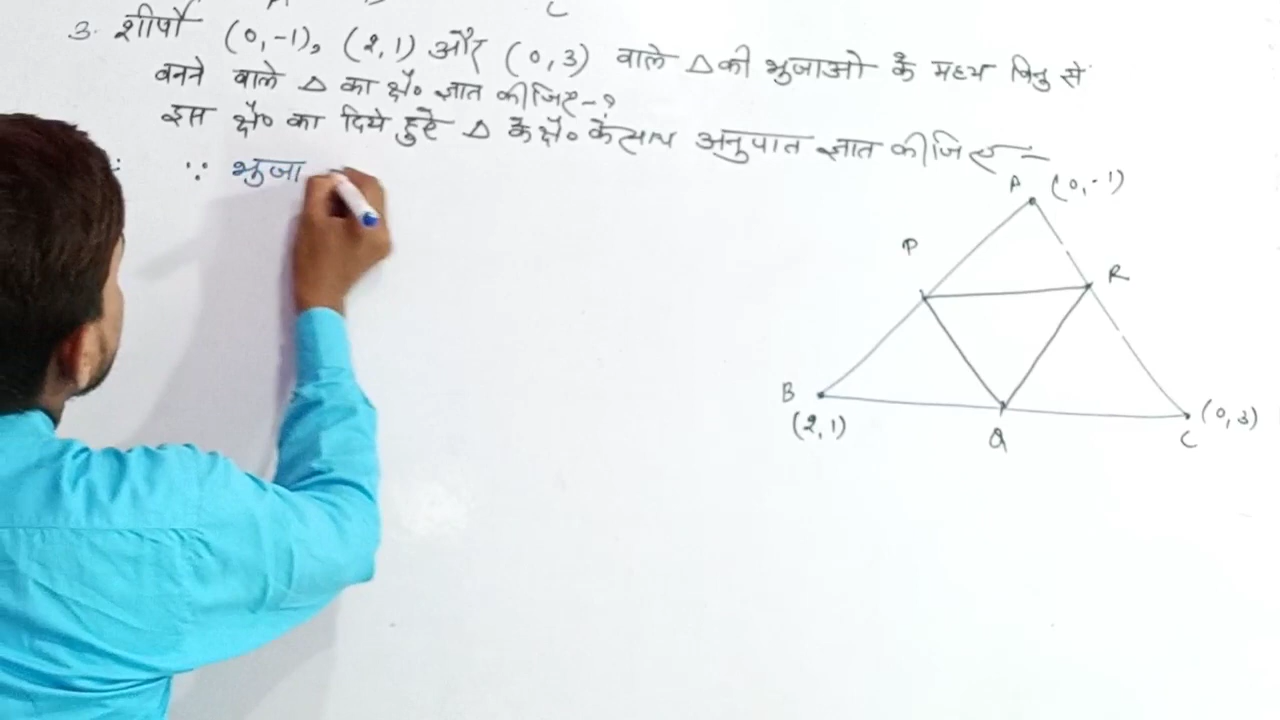 3. शीर्षो (0,-1), (2,1) और (0,3) वाले △ की भुजाओ के मध्य बिन्दु से
बनने वाले △ का क्षै० ज्ञात कीजिए-?
इस क्षै० का दिये हुए △ के क्षै० के साथ अनुपात ज्ञात कीजिए-
∵ भुजा
A (0,-1)
P
R
B
(2,1)
Q
C
(0,3)